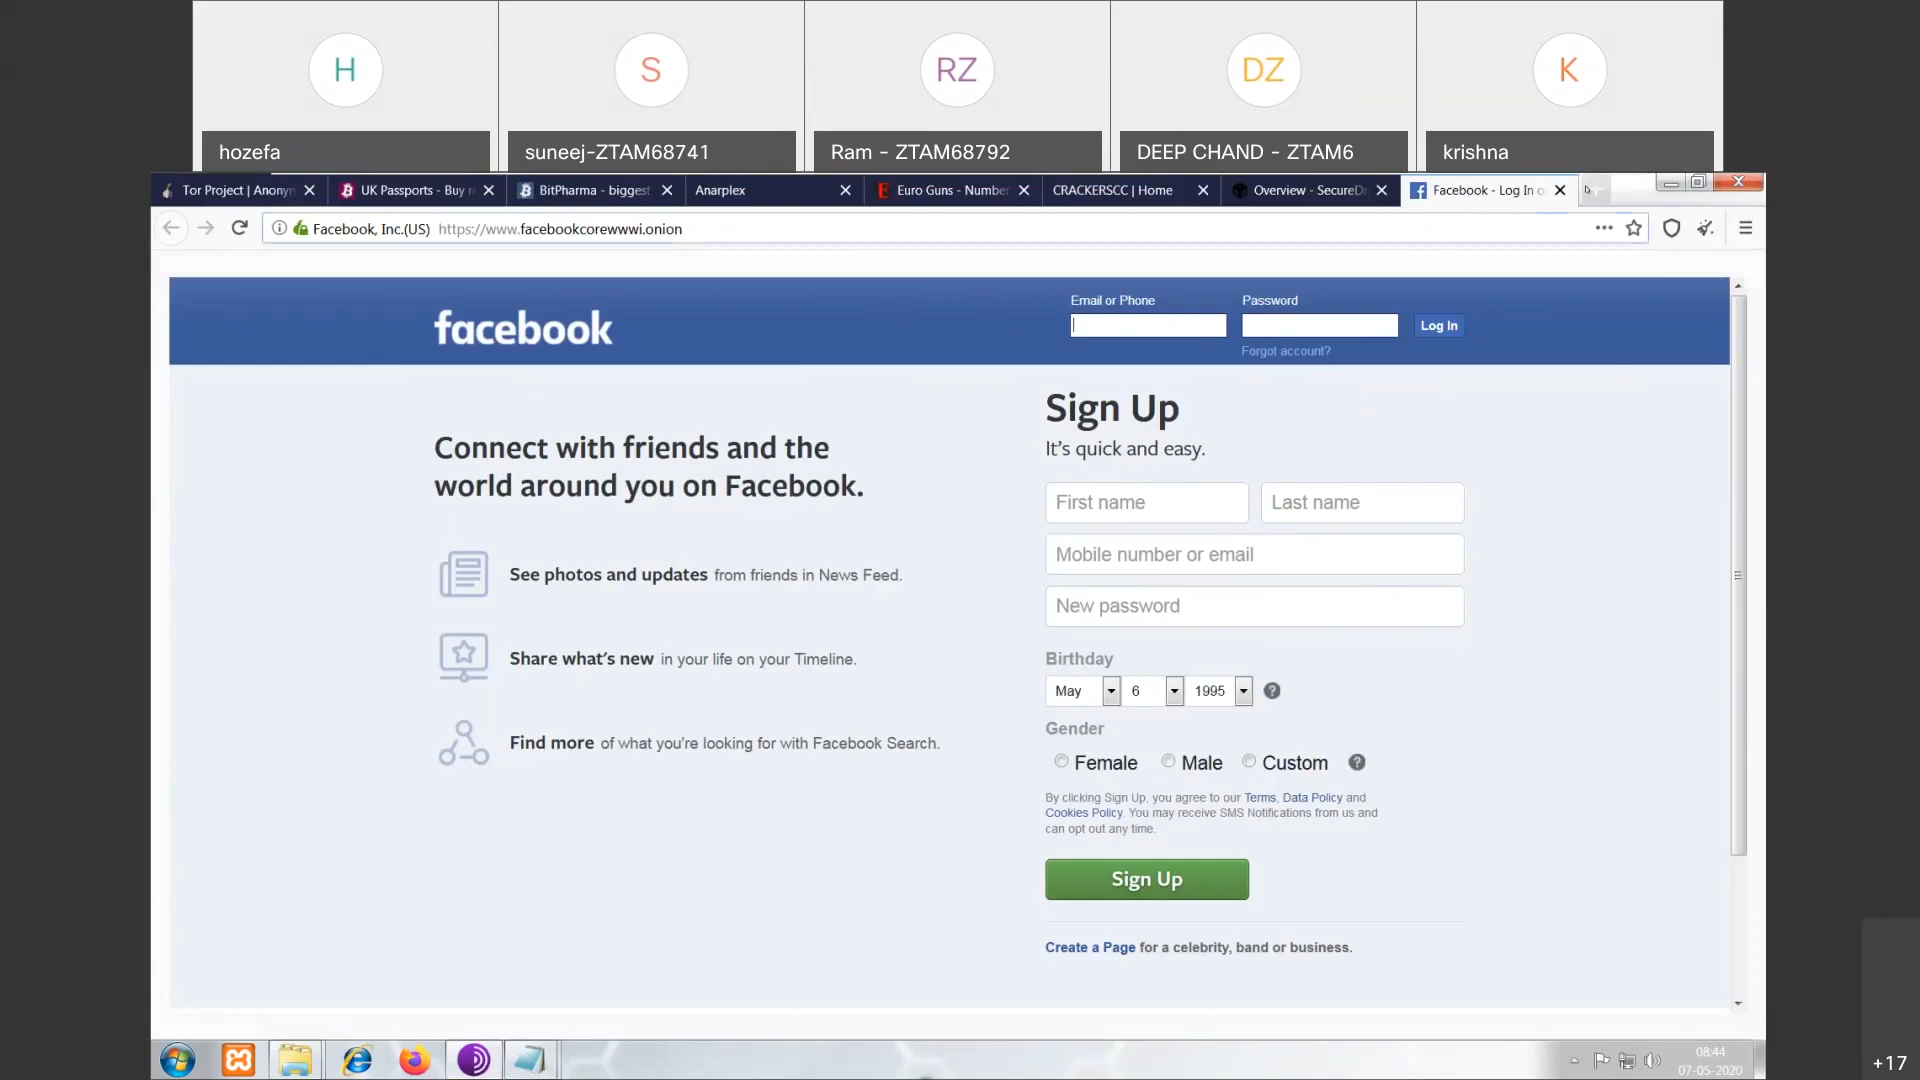 H
S
RZ
DZ
K
hozefa
suneej-ZTAM68741
Ram - ZTAM68792
DEEP CHAND - ZTAM6
krishna
Tor Project | Anonyn
UK Passports - Buy r
BitPharma - biggest
Anarplex
Euro Guns - Number
CRACKERSCC | Home
Overview - SecureDr
Facebook - Log In o
Facebook, Inc.(US) https://www.facebookcorewwwi.onion
facebook
Email or Phone
Password
Log In
Forgot account?
Connect with friends and the
world around you on Facebook.
See photos and updates from friends in News Feed.
Share what's new in your life on your Timeline.
Find more of what you're looking for with Facebook Search.
Sign Up
It's quick and easy.
First name
Last name
Mobile number or email
New password
Birthday
May 6 1995
Gender
Female Male Custom
By clicking Sign Up, you agree to our Terms, Data Policy and
Cookies Policy. You may receive SMS Notifications from us and
can opt out any time.
Sign Up
Create a Page for a celebrity, band or business.
08:44
07-05-2020
+17